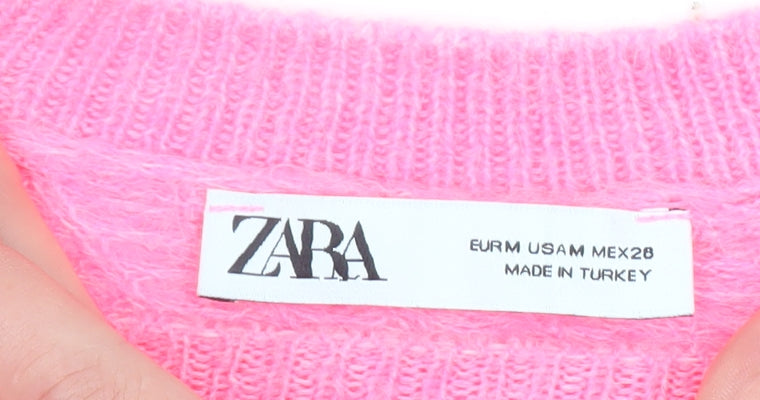 ZARA
EUR M USA M MEX 28
MADE IN TURKEY